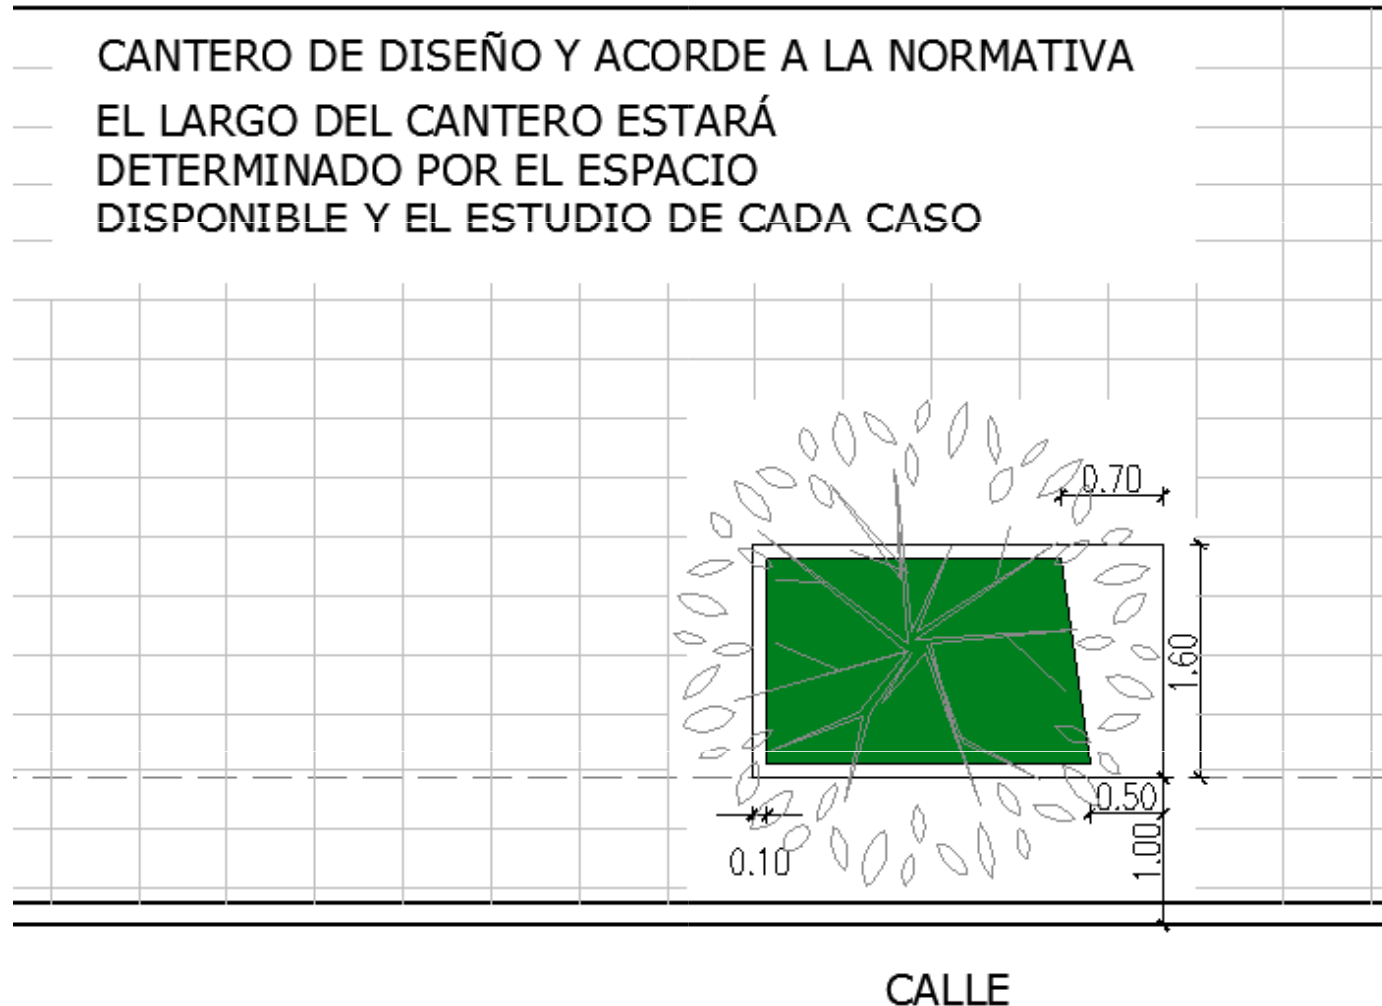 CANTERO DE DISEÑO Y ACORDE A LA NORMATIVA
EL LARGO DEL CANTERO ESTARÁ
DETERMINADO POR EL ESPACIO
DISPONIBLE Y EL ESTUDIO DE CADA CASO
0.70
1.60
0.50
1.00
0.10
CALLE